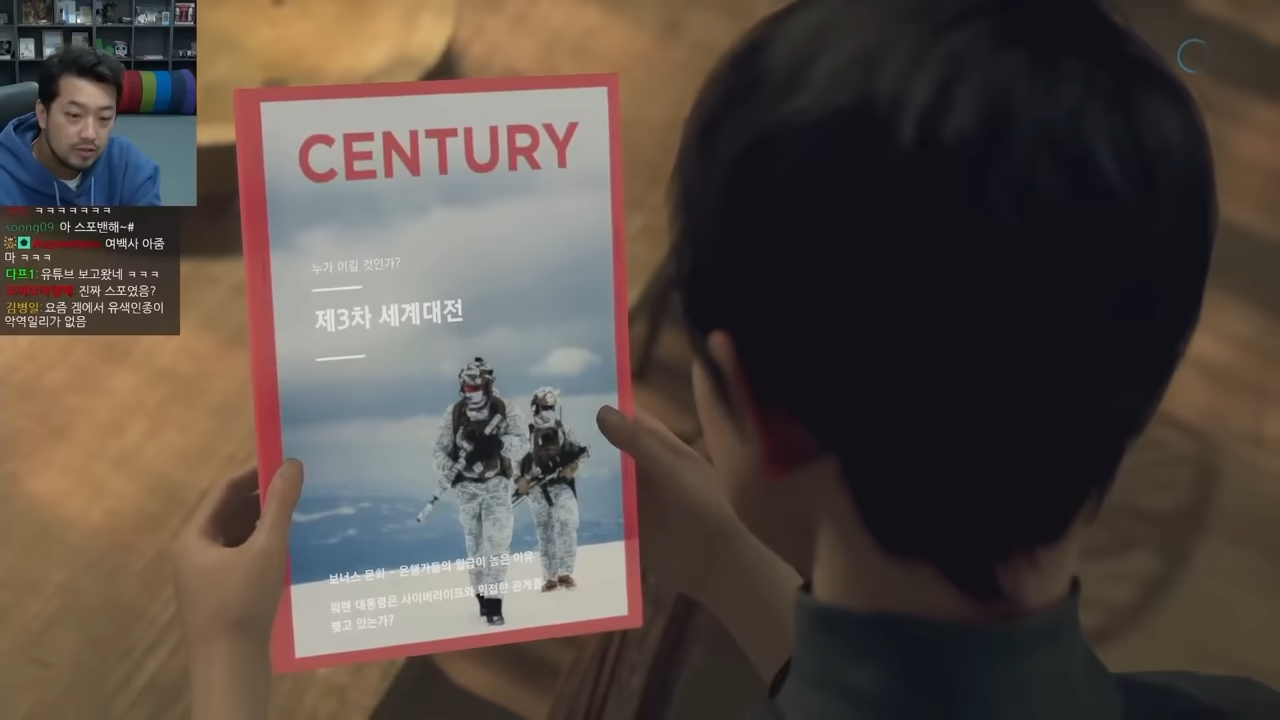 CENTURY
누가 이길 것인가?
제3차 세계대전
보너스 문화 - 은행가들의 월급이 높은 이유
워렌 대통령은 사이버라이프와 밀접한 관계를
맺고 있는가?
ㅋㅋㅋㅋㅋㅋㅋ
soong09: 아 스포밴해~#
여백사 아줌
마 ㅋㅋㅋ
다프1: 유튜브 보고왔네 ㅋㅋㅋ
진짜 스포였음?
김병일: 요즘 겜에서 유색인종이
악역일리가 없음